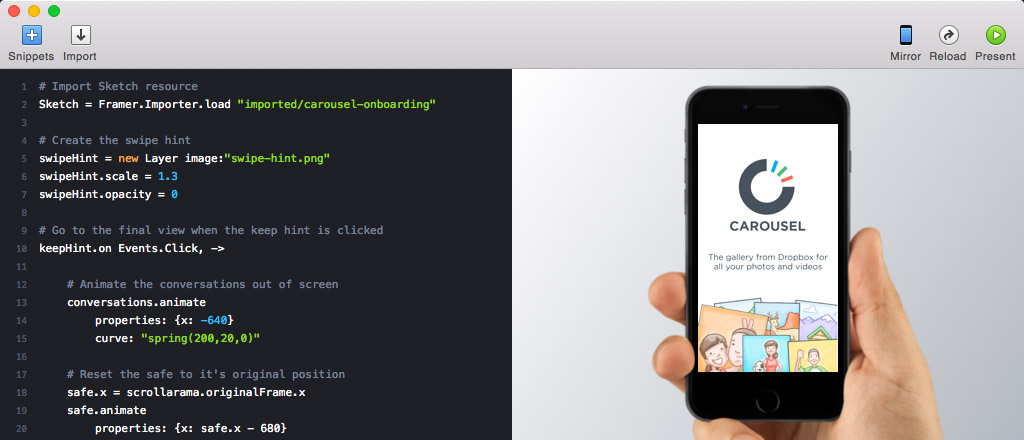 Snippets Import Mirror Reload Present
1 # Import Sketch resource
2 Sketch = Framer.Importer.load "imported/carousel-onboarding"
3
4 # Create the swipe hint
5 swipeHint = new Layer image:"swipe-hint.png"
6 swipeHint.scale = 1.3
7 swipeHint.opacity = 0
8
9 # Go to the final view when the keep hint is clicked
10 keepHint.on Events.Click, ->
11
12 # Animate the conversations out of screen
13 conversations.animate
14 properties: {x: -640}
15 curve: "spring(200,20,0)"
16
17 # Reset the safe to it's original position
18 safe.x = scrollarama.originalFrame.x
19 safe.animate
20 properties: {x: safe.x - 680}
CAROUSEL
The gallery from Dropbox for
all your photos and videos